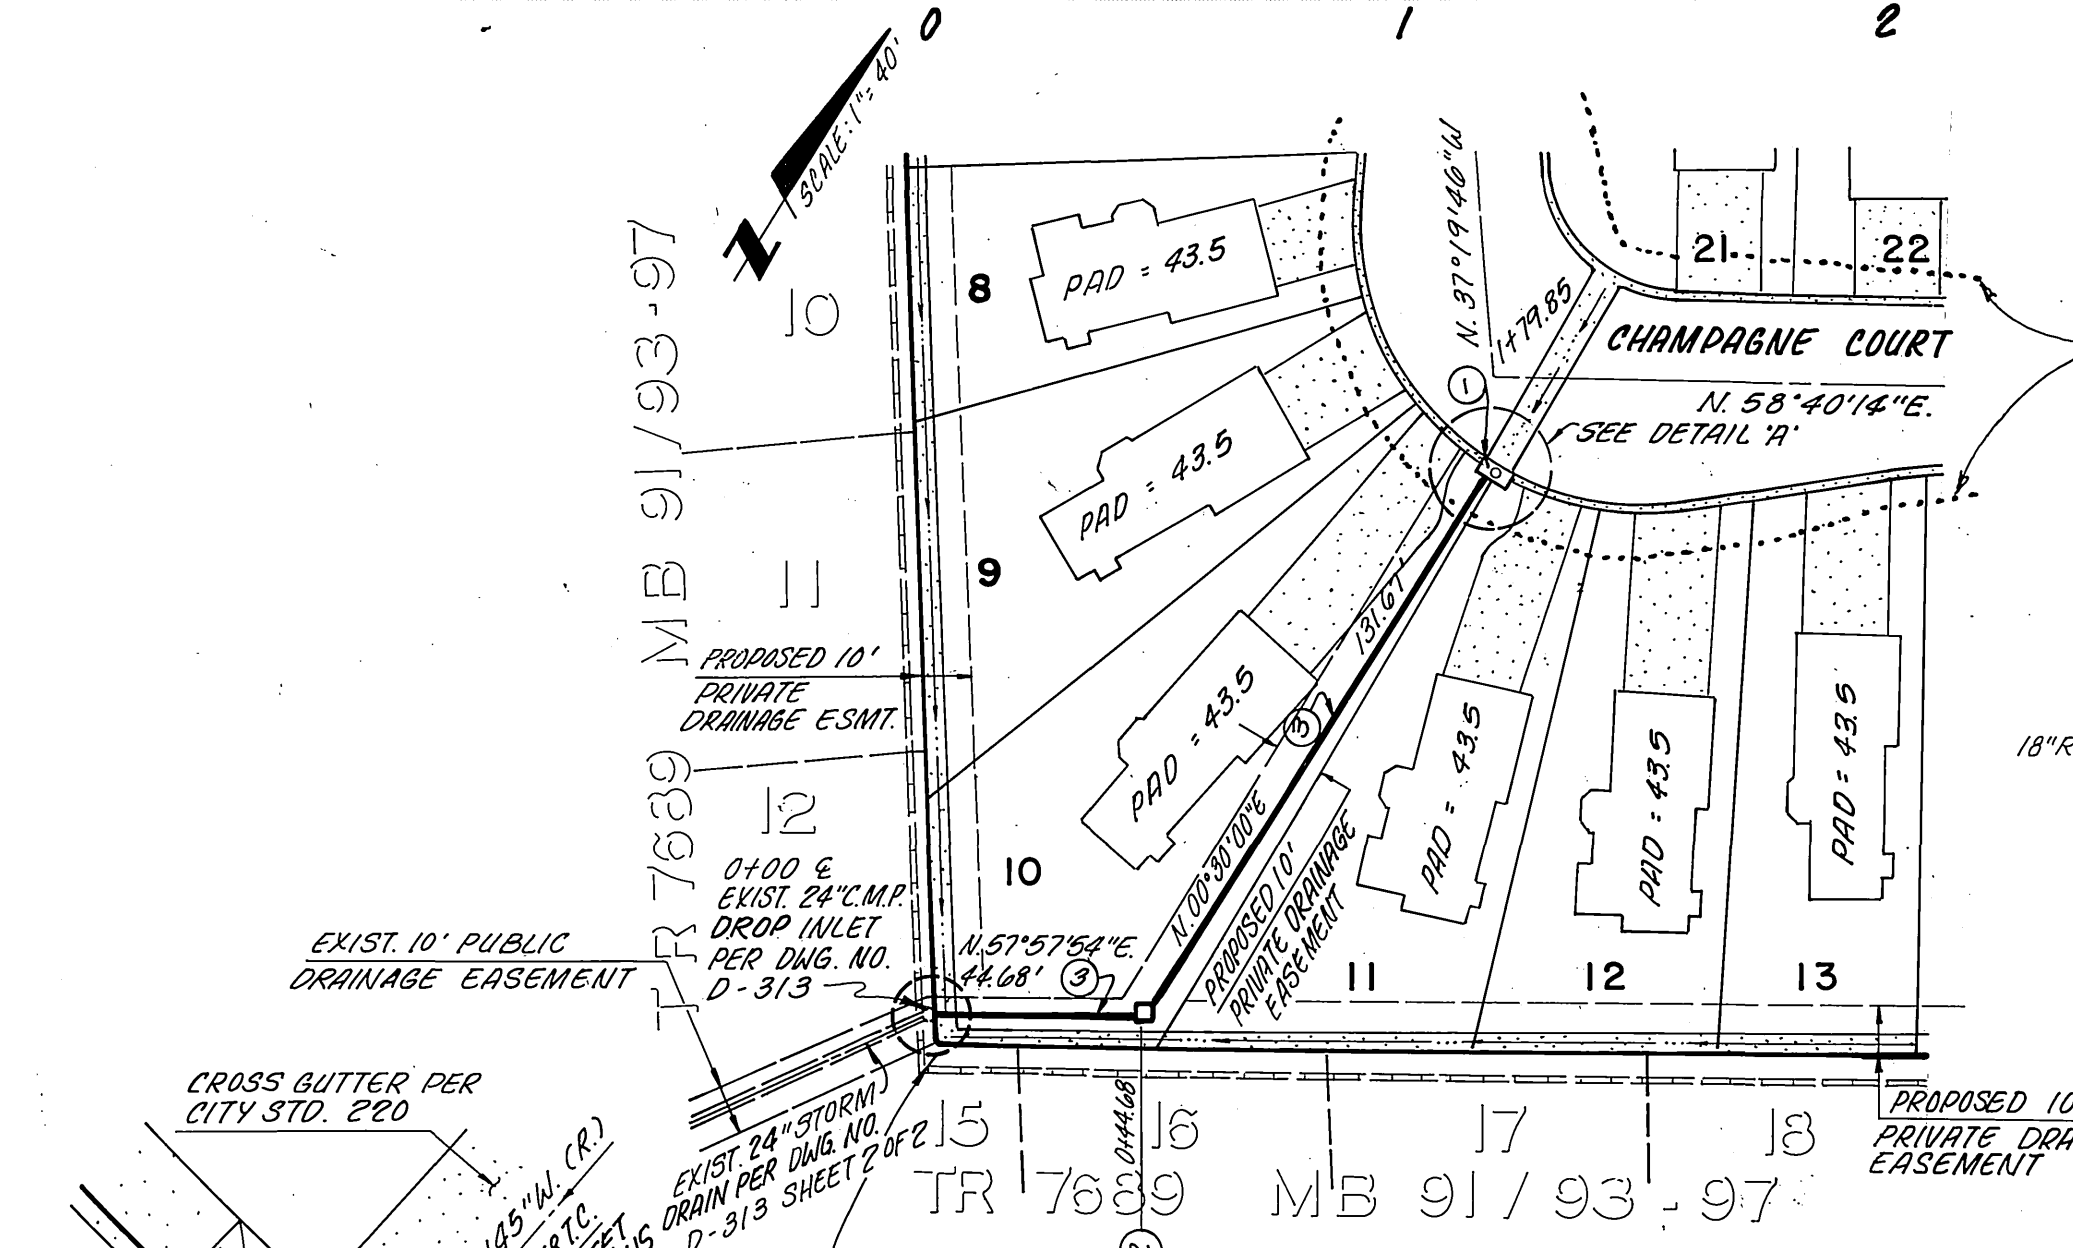 0 1 2
SCALE: 1" = 40'
N
MB 91/93-97
TR 7689
10
11
12
8
PAD = 43.5
9
PAD = 43.5
10
PAD = 43.5
N. 37°19'46"W
1+79.85
1
21
22
CHAMPAGNE COURT
N. 58°40'14"E.
SEE DETAIL 'A'
131.67'
3
N. 00°30'00"E
PROPOSED 10'
PRIVATE DRAINAGE
EASEMENT
PAD = 43.5
PAD = 43.5
PAD = 43.5
11
12
13
18"R
PROPOSED 10'
PRIVATE
DRAINAGE ESMT.
0+00 ℄
EXIST. 24" C.M.P.
DROP INLET
PER DWG. NO.
D-313
N. 57°57'54"E.
44.68'
3
EXIST. 10' PUBLIC
DRAINAGE EASEMENT
CROSS GUTTER PER
CITY STD. 220
45"W. (R.)
EXIST. 24" STORM
DRAIN PER DWG. NO.
D-313 SHEET 2 OF 2
0+44.68
2
15
16
17
18
TR 7689 MB 91/93-97
PROPOSED 10
PRIVATE DRA
EASEMENT